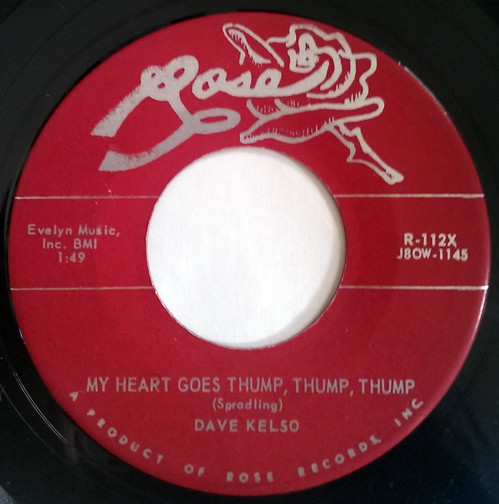 Rose
Evelyn Music,
Inc. BMI
1:49
R-112X
J8OW-1145
MY HEART GOES THUMP, THUMP, THUMP
(Spradling)
DAVE KELSO
A PRODUCT OF ROSE RECORDS, INC.